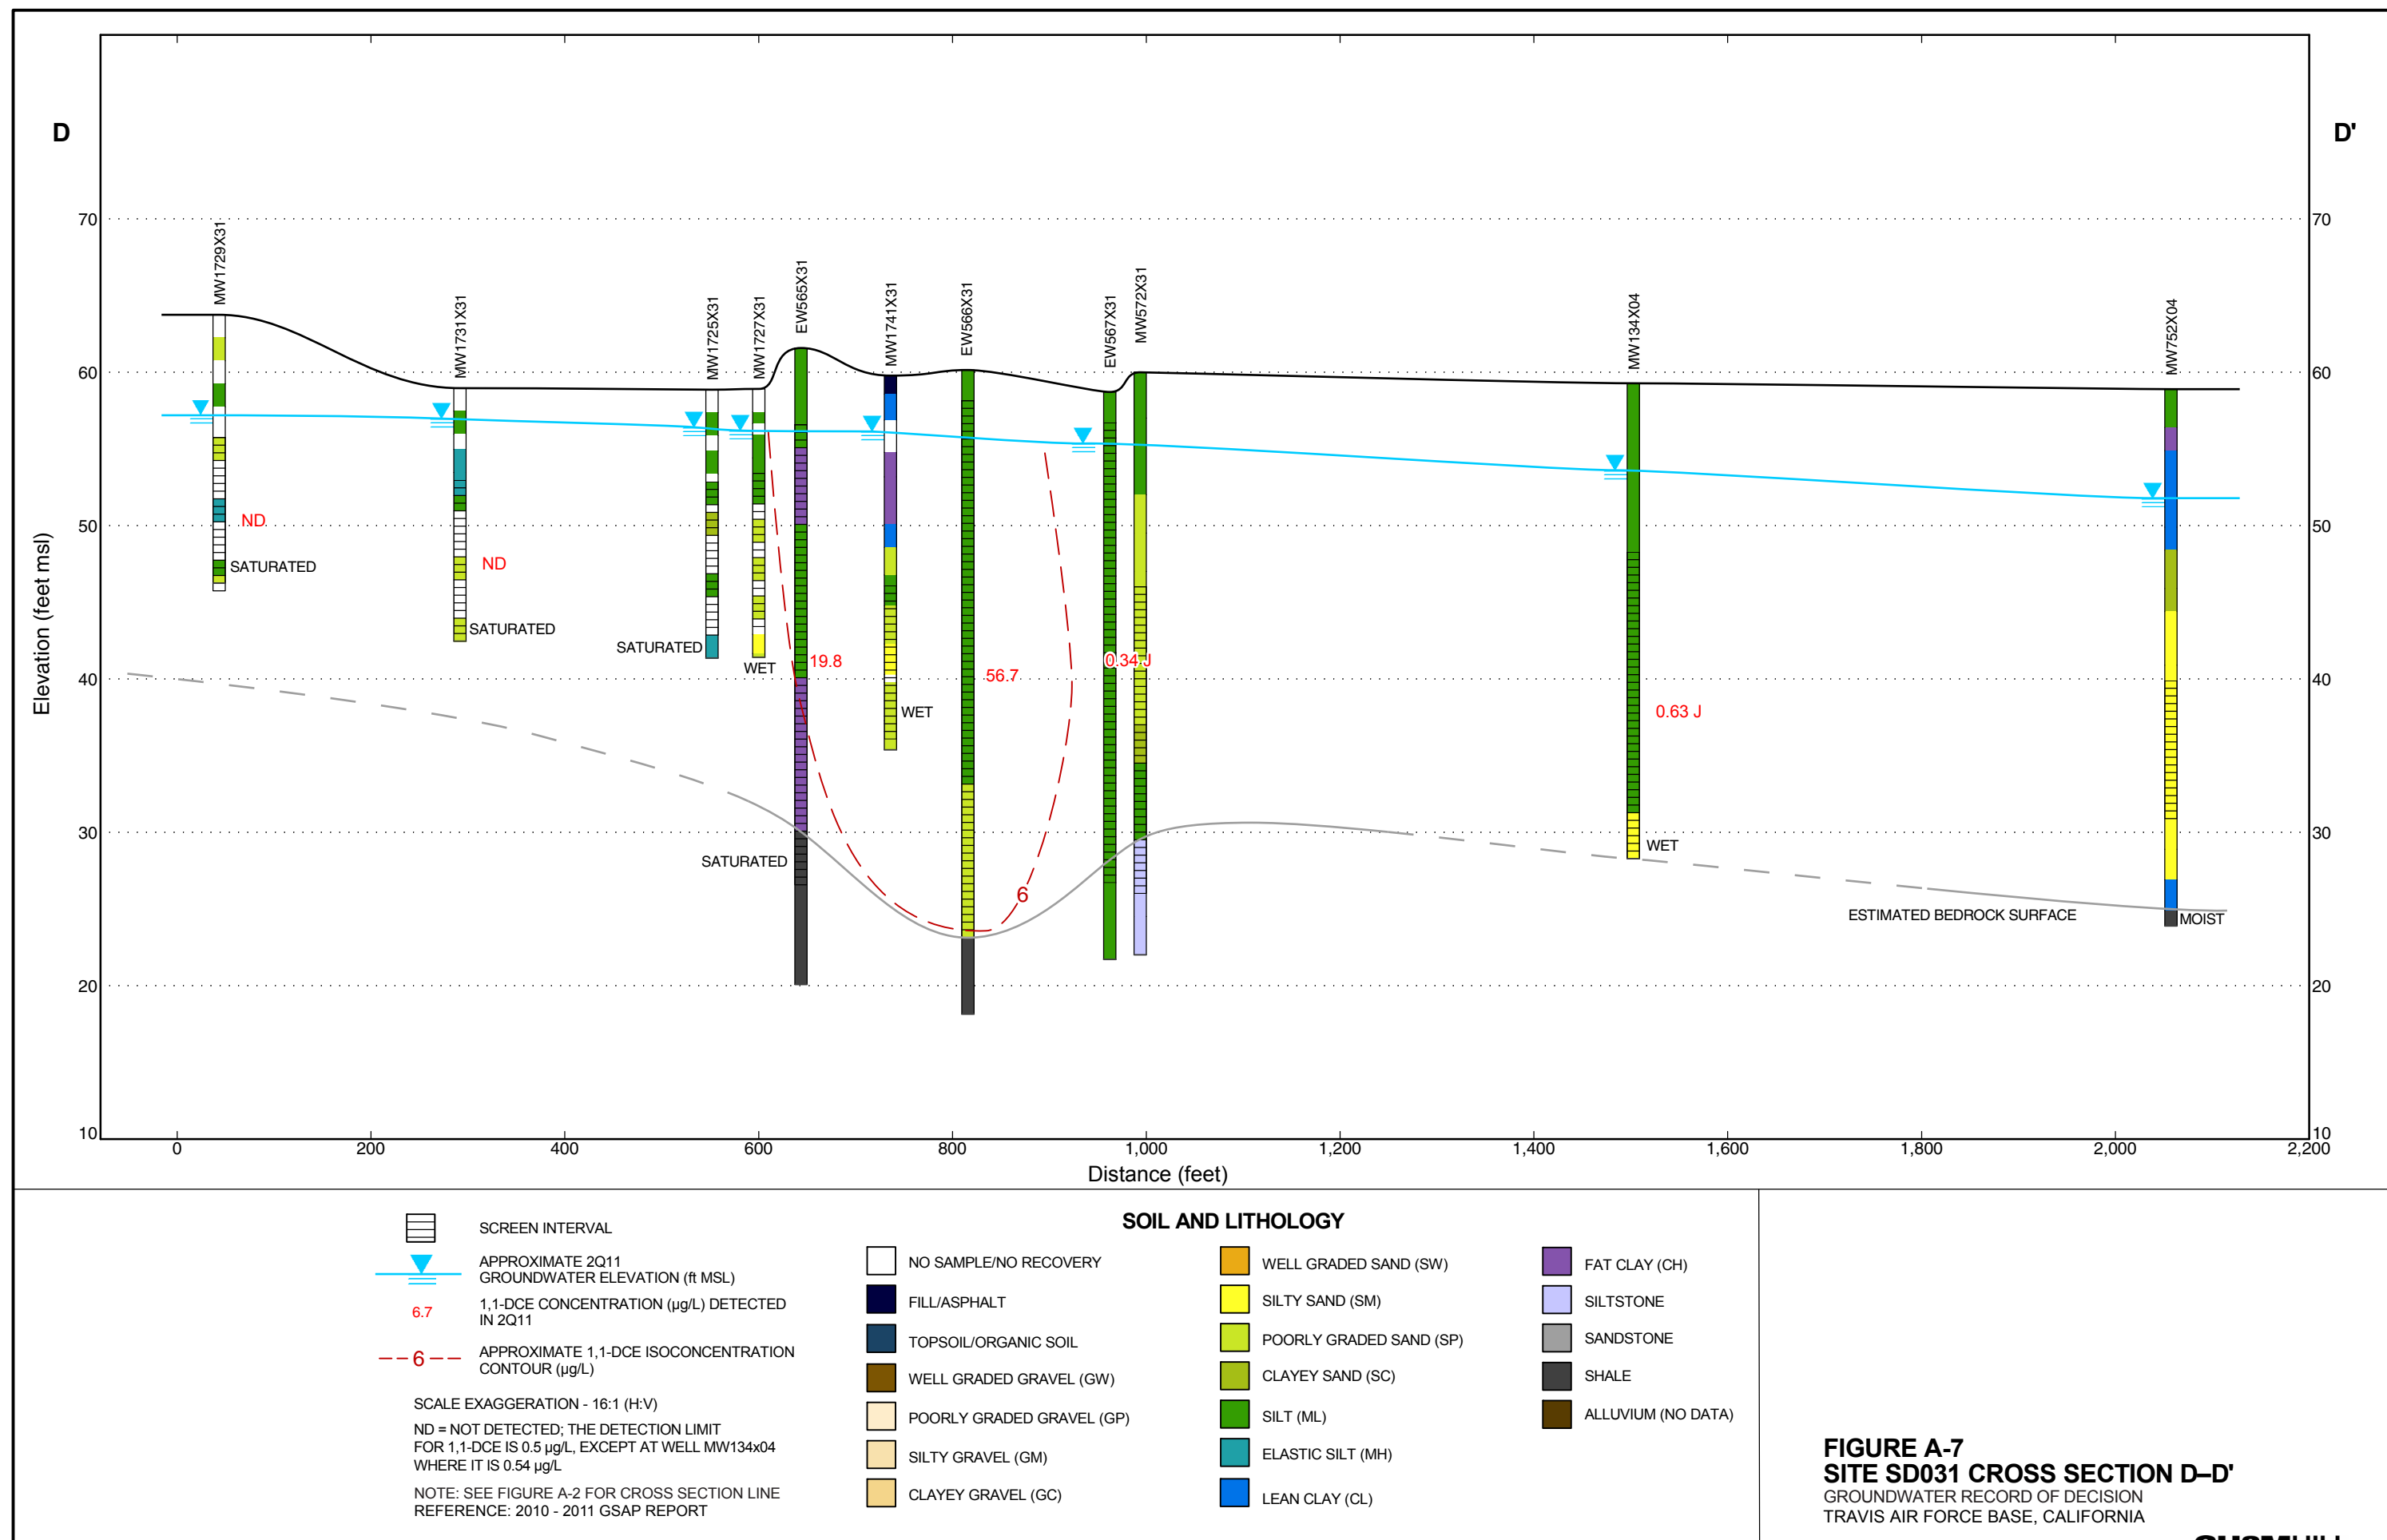 D
D'
MW1729X31
MW1731X31
MW1725X31
MW1727X31
EW565X31
MW1741X31
EW566X31
EW567X31
MW572X31
MW134X04
MW752X04
70
70
60
60
50
50
40
40
30
30
20
20
10
10
Elevation (feet msl)
ND
SATURATED
ND
SATURATED
SATURATED
WET
19.8
SATURATED
WET
56.7
6
0.34 J
0.63 J
WET
ESTIMATED BEDROCK SURFACE
MOIST
0
200
400
600
800
1,000
1,200
1,400
1,600
1,800
2,000
2,200
Distance (feet)
SCREEN INTERVAL
APPROXIMATE 2Q11
GROUNDWATER ELEVATION (ft MSL)
6.7
1,1-DCE CONCENTRATION (µg/L) DETECTED
IN 2Q11
6
APPROXIMATE 1,1-DCE ISOCONCENTRATION
CONTOUR (µg/L)
SCALE EXAGGERATION - 16:1 (H:V)
ND = NOT DETECTED; THE DETECTION LIMIT
FOR 1,1-DCE IS 0.5 µg/L, EXCEPT AT WELL MW134x04
WHERE IT IS 0.54 µg/L
NOTE: SEE FIGURE A-2 FOR CROSS SECTION LINE
REFERENCE: 2010 - 2011 GSAP REPORT
SOIL AND LITHOLOGY
NO SAMPLE/NO RECOVERY
FILL/ASPHALT
TOPSOIL/ORGANIC SOIL
WELL GRADED GRAVEL (GW)
POORLY GRADED GRAVEL (GP)
SILTY GRAVEL (GM)
CLAYEY GRAVEL (GC)
WELL GRADED SAND (SW)
SILTY SAND (SM)
POORLY GRADED SAND (SP)
CLAYEY SAND (SC)
SILT (ML)
ELASTIC SILT (MH)
LEAN CLAY (CL)
FAT CLAY (CH)
SILTSTONE
SANDSTONE
SHALE
ALLUVIUM (NO DATA)
FIGURE A-7
SITE SD031 CROSS SECTION D–D'
GROUNDWATER RECORD OF DECISION
TRAVIS AIR FORCE BASE, CALIFORNIA